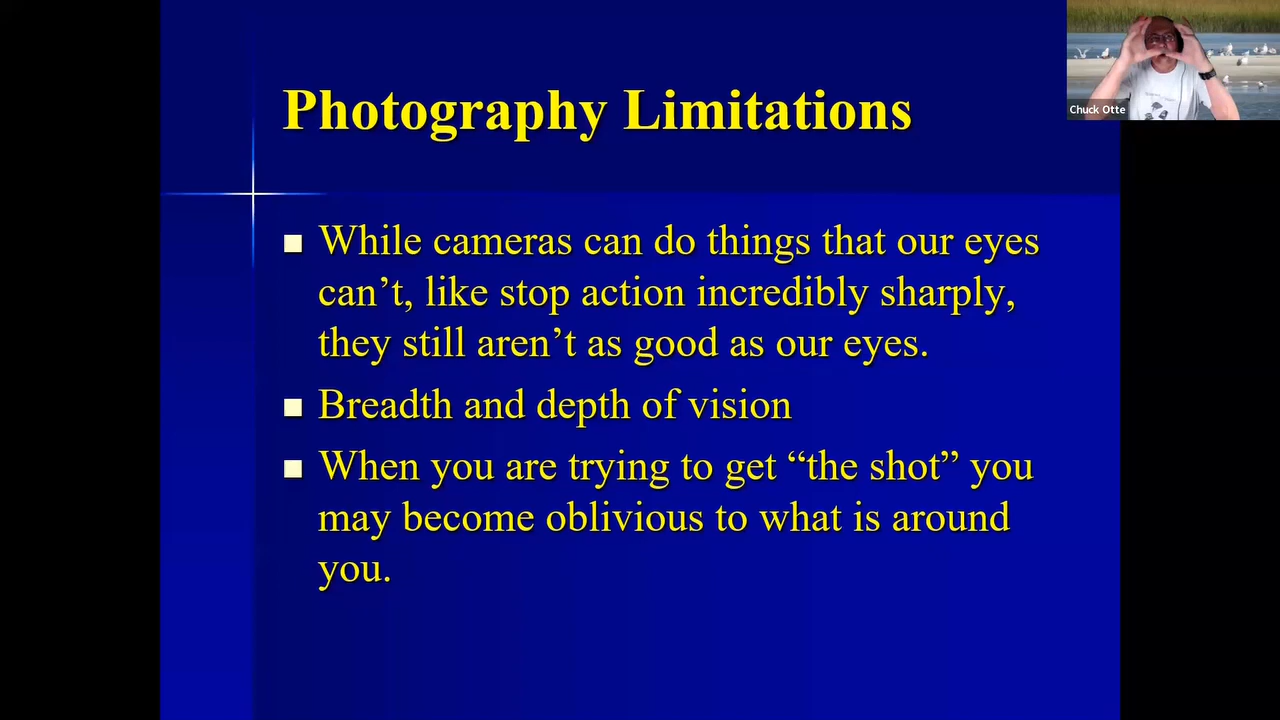 Photography Limitations
While cameras can do things that our eyes
can’t, like stop action incredibly sharply,
they still aren’t as good as our eyes.
Breadth and depth of vision
When you are trying to get “the shot” you
may become oblivious to what is around
you.
Chuck Otte